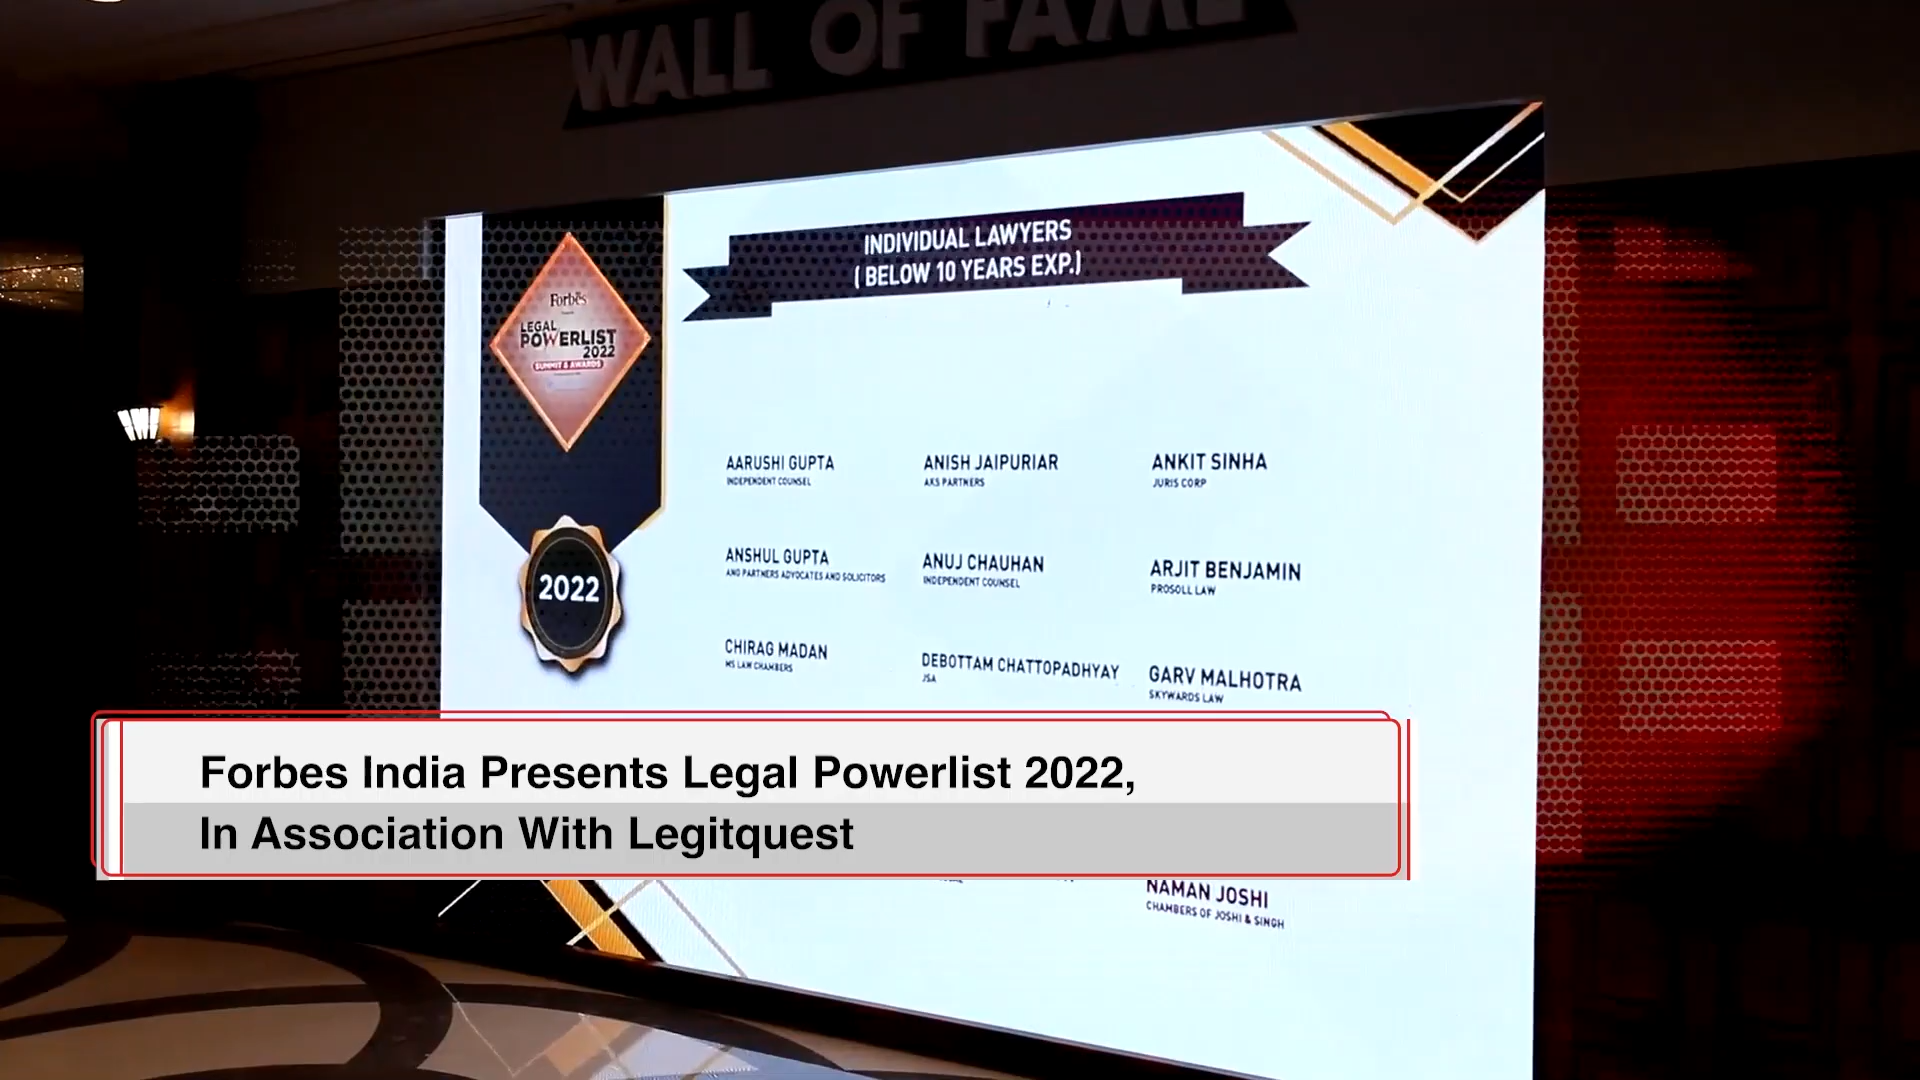 WALL OF FAME
INDIVIDUAL LAWYERS
( BELOW 10 YEARS EXP.)
Forbes
LEGAL
POWERLIST
2022
SUMMIT & AWARDS
2022
AARUSHI GUPTA
INDEPENDENT COUNSEL
ANISH JAIPURIAR
AKS PARTNERS
ANKIT SINHA
JURIS CORP
ANSHUL GUPTA
ANG PARTNERS ADVOCATES AND SOLICITORS
ANUJ CHAUHAN
INDEPENDENT COUNSEL
ARJIT BENJAMIN
PROSOLL LAW
CHIRAG MADAN
MS LAW CHAMBERS
DEBOTTAM CHATTOPADHYAY
JSA
GARV MALHOTRA
SKYWARDS LAW
Forbes India Presents Legal Powerlist 2022,
In Association With Legitquest
NAMAN JOSHI
CHAMBERS OF JOSHI & SINGH